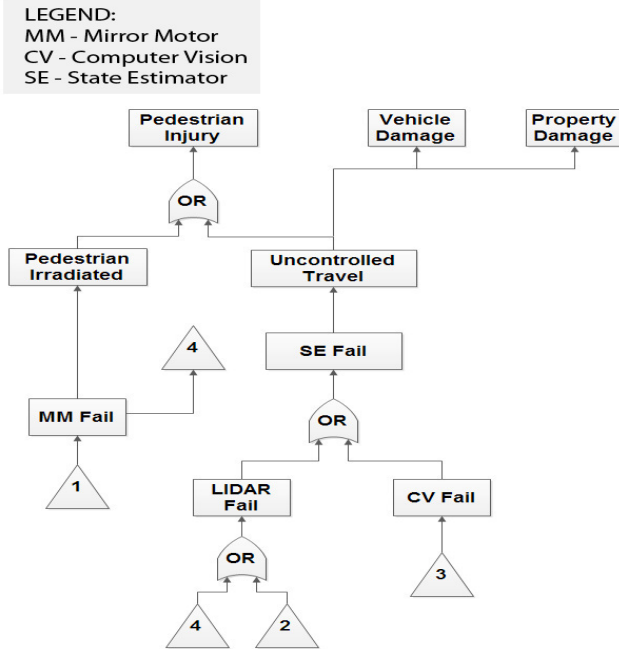 LEGEND:
MM - Mirror Motor
CV - Computer Vision
SE - State Estimator
Pedestrian
Injury
Vehicle
Damage
Property
Damage
OR
Pedestrian
Irradiated
Uncontrolled
Travel
4
SE Fail
MM Fail
OR
1
LIDAR
Fail
CV Fail
OR
3
4
2